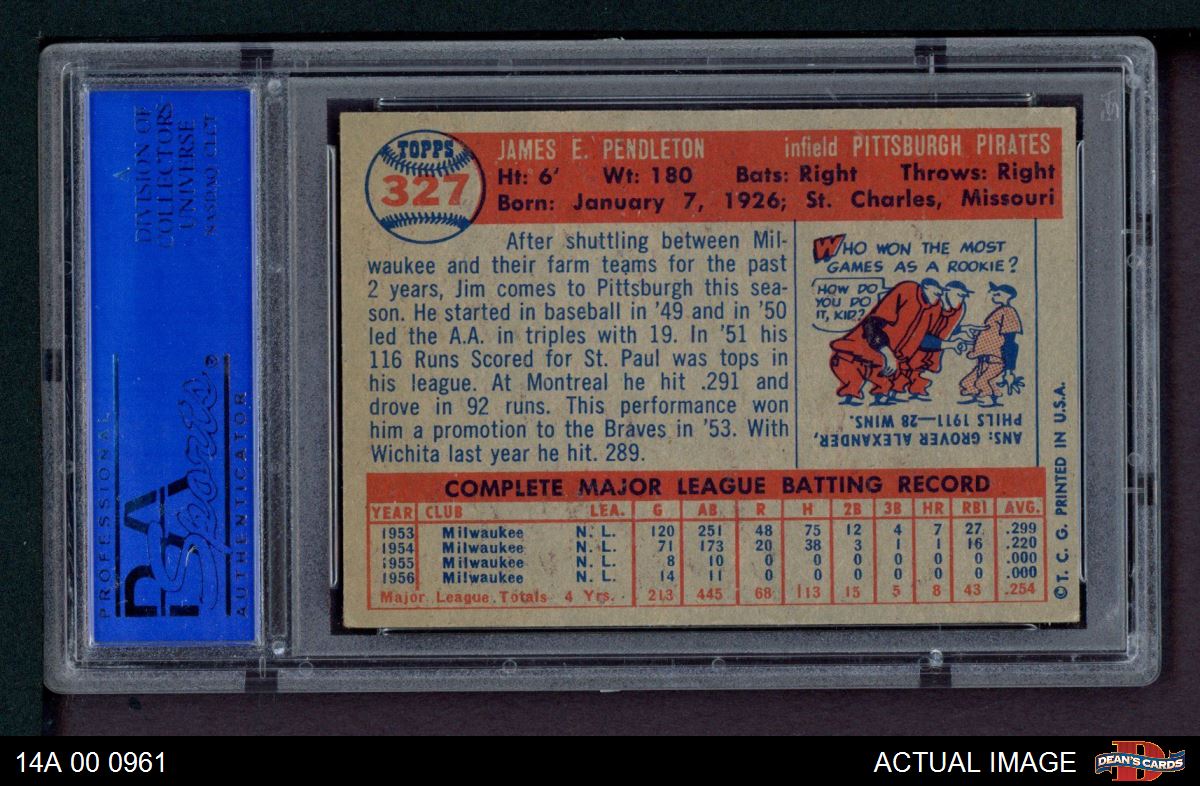 DIVISION OF
COLLECTORS
UNIVERSE
NASDAQ CLCT
PROFESSIONAL
PSA
Sports
®
AUTHENTICATOR
TOPPS
327
JAMES E. PENDLETON infield PITTSBURGH PIRATES
Ht: 6' Wt: 180 Bats: Right Throws: Right
Born: January 7, 1926; St. Charles, Missouri
After shuttling between Mil-
waukee and their farm teams for the past
2 years, Jim comes to Pittsburgh this sea-
son. He started in baseball in '49 and in '50
led the A.A. in triples with 19. In '51 his
116 Runs Scored for St. Paul was tops in
his league. At Montreal he hit .291 and
drove in 92 runs. This performance won
him a promotion to the Braves in '53. With
Wichita last year he hit. 289.
WHO WON THE MOST
GAMES AS A ROOKIE?
HOW DO
YOU DO
IT, KID?
ANS: GROVER ALEXANDER,
PHILS 1911—28 WINS.
COMPLETE MAJOR LEAGUE BATTING RECORD
YEAR CLUB LEA. G AB R H 2B 3B HR RBI AVG.
1953 Milwaukee N. L. 120 251 48 75 12 4 7 27 .299
1954 Milwaukee N. L. 71 173 20 38 3 1 1 16 .220
1955 Milwaukee N. L. 8 10 0 0 0 0 0 0 .000
1956 Milwaukee N. L. 14 11 0 0 0 0 0 0 .000
Major League Totals 4 Yrs. 213 445 68 113 15 5 8 43 .254
© T. C. G. PRINTED IN U.S.A.
14A 00 0961
ACTUAL IMAGE
DEAN'S CARDS